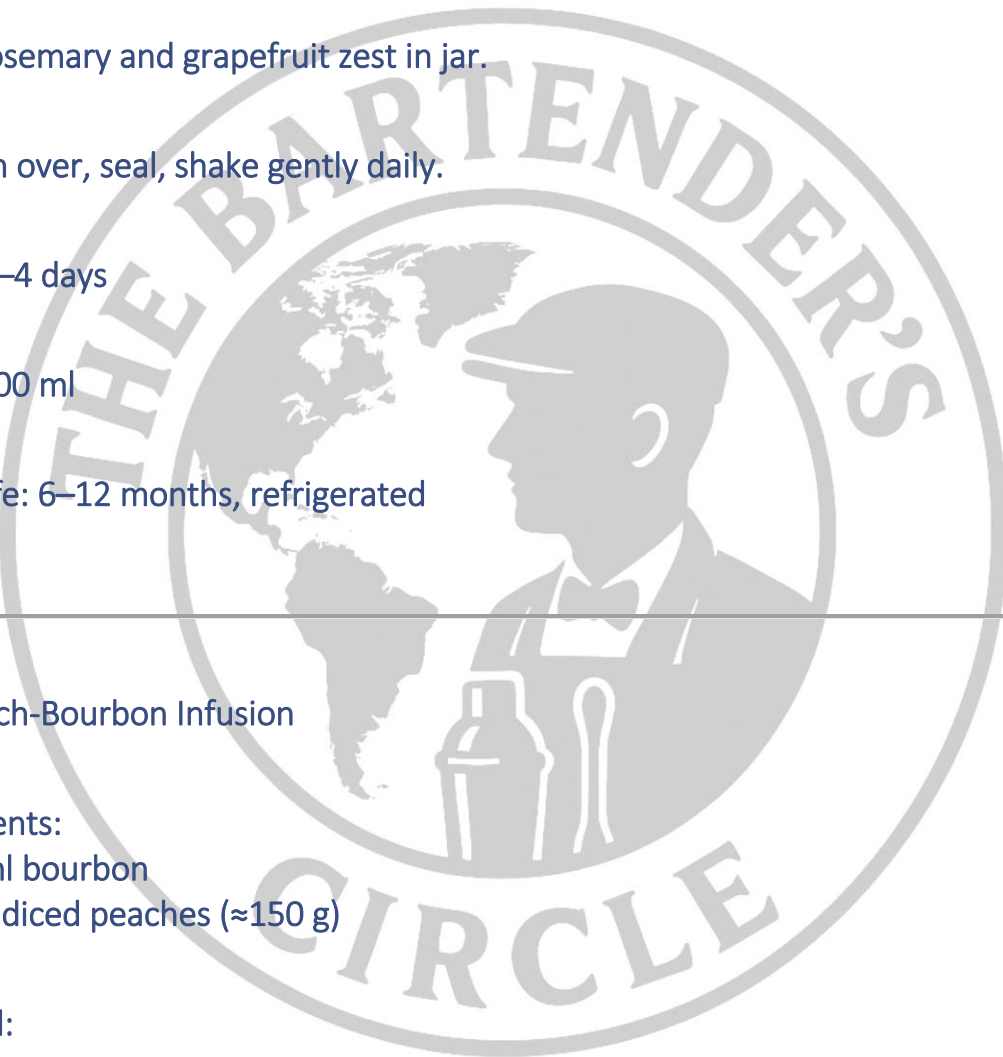 osemary and grapefruit zest in jar.
n over, seal, shake gently daily.
–4 days
00 ml
fe: 6–12 months, refrigerated
ch-Bourbon Infusion
ents:
l bourbon
diced peaches (≈150 g)
l:
THE BARTENDER'S
CIRCLE